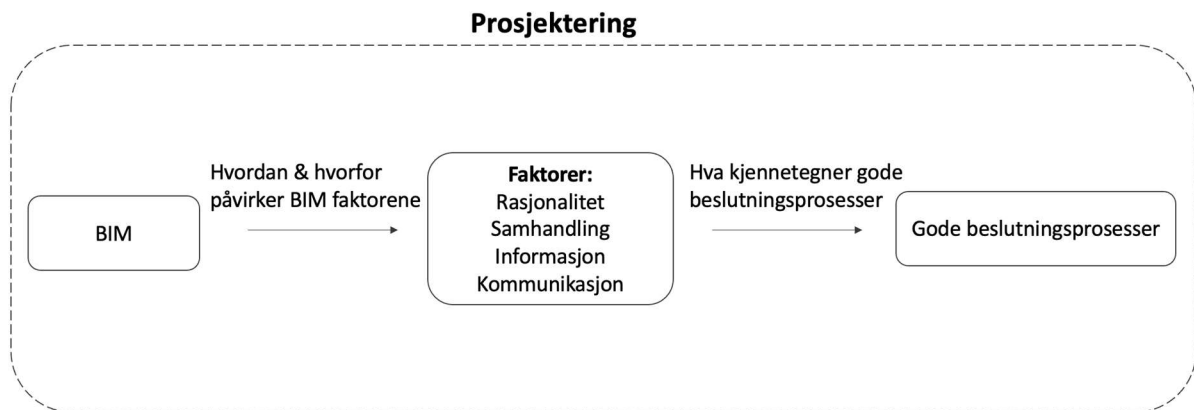 Prosjektering
Hvordan & hvorfor
påvirker BIM faktorene
Faktorer:
Rasjonalitet
Samhandling
Informasjon
Kommunikasjon
Hva kjennetegner gode
beslutningsprosesser
BIM
Gode beslutningsprosesser